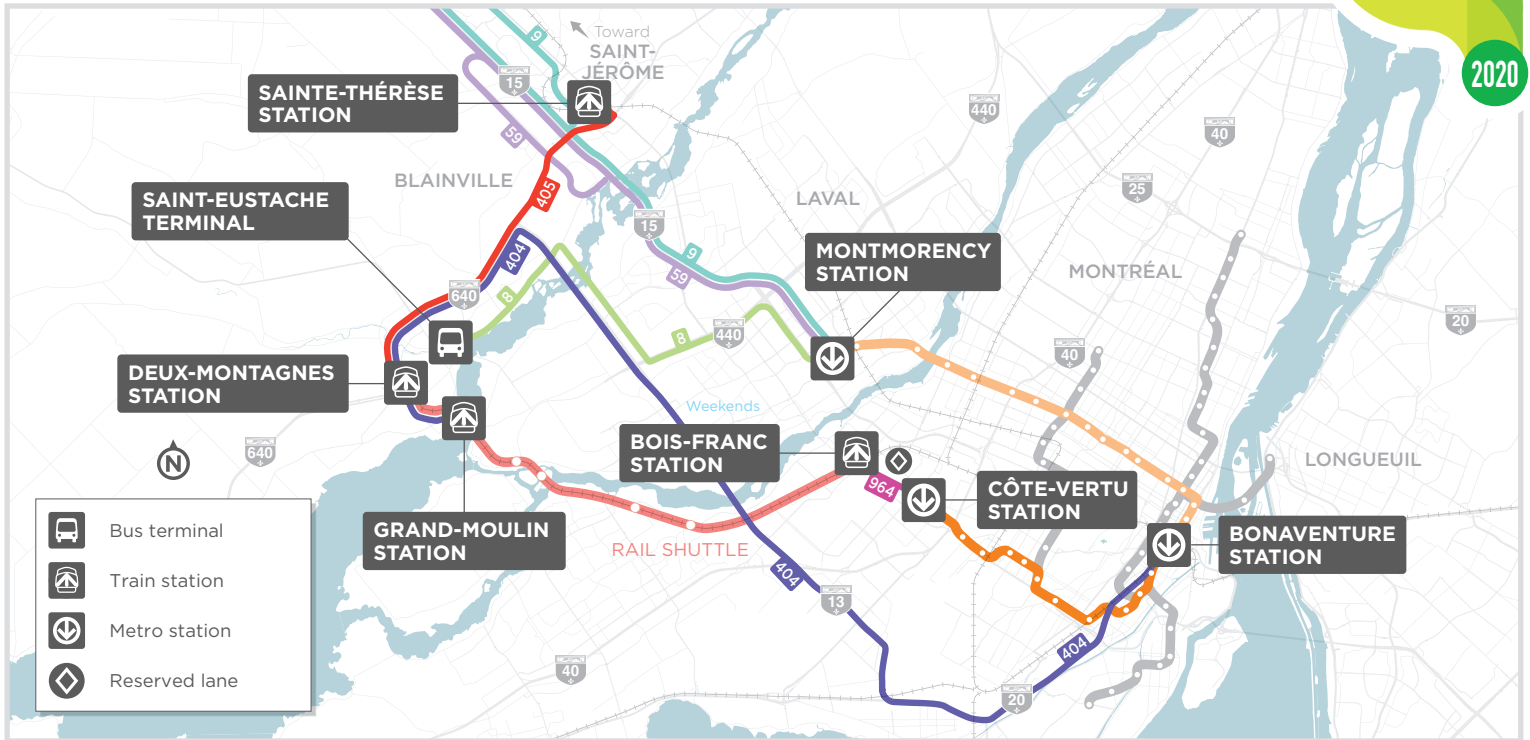 2020
9
Toward
SAINT-
JÉRÔME
15
SAINTE-THÉRÈSE
STATION
59
440
40
BLAINVILLE
405
25
SAINT-EUSTACHE
TERMINAL
LAVAL
15
404
9
59
MONTMORENCY
STATION
MONTRÉAL
640
8
8
440
20
40
DEUX-MONTAGNES
STATION
Weekends
640
N
BOIS-FRANC
STATION
LONGUEUIL
964
CÔTE-VERTU
STATION
GRAND-MOULIN
STATION
RAIL SHUTTLE
BONAVENTURE
STATION
404
13
404
40
20
Bus terminal
Train station
Metro station
Reserved lane